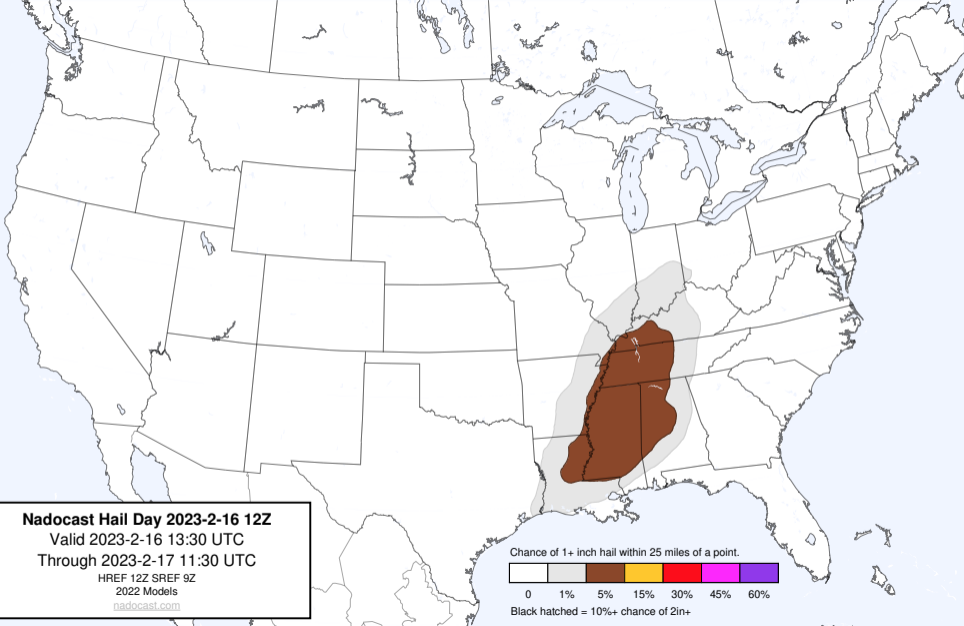 Nadocast Hail Day 2023-2-16 12Z
Valid 2023-2-16 13:30 UTC
Through 2023-2-17 11:30 UTC
HREF 12Z SREF 9Z
2022 Models
nadocast.com
Chance of 1+ inch hail within 25 miles of a point.
0 1% 5% 15% 30% 45% 60%
Black hatched = 10%+ chance of 2in+